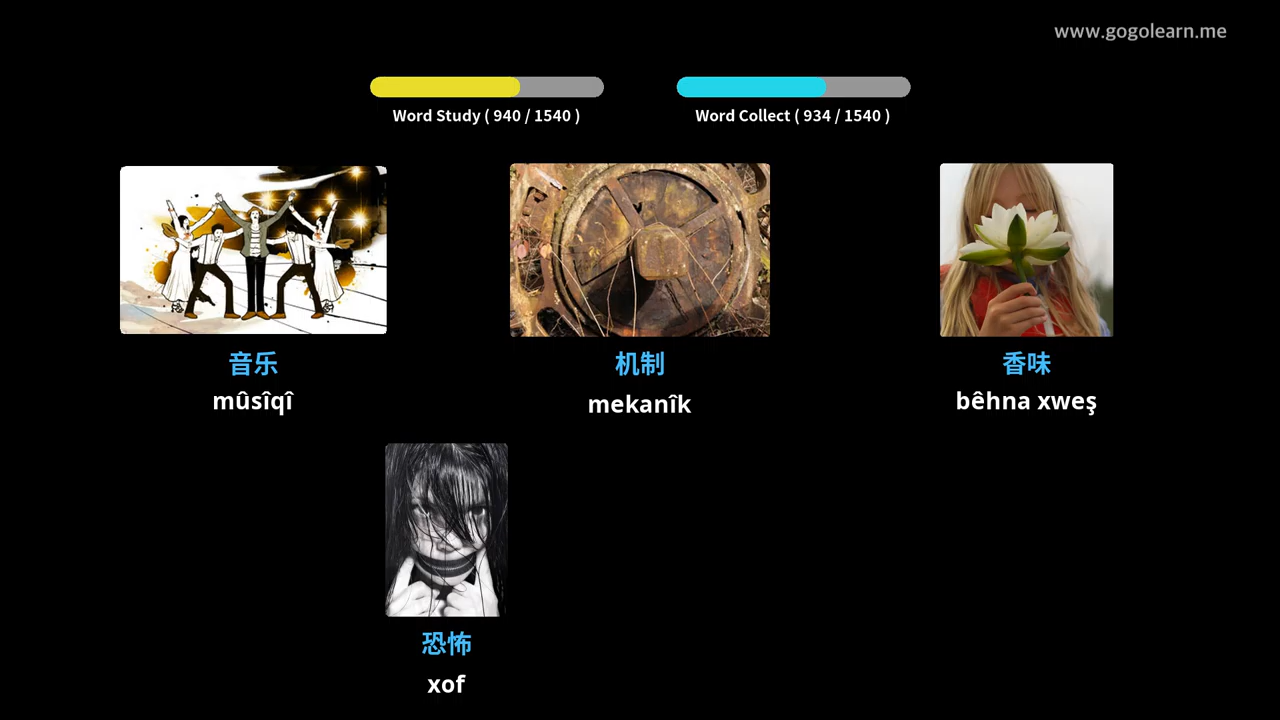 www.gogolearn.me
Word Study ( 940 / 1540 )
Word Collect ( 934 / 1540 )
音乐
mûsîqî
机制
mekanîk
香味
bêhna xweş
恐怖
xof